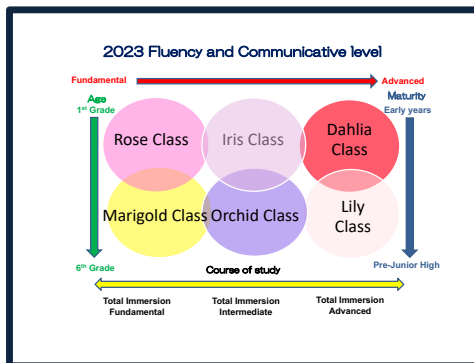 2023 Fluency and Communicative level
Fundamental
Advanced
Age
1st Grade
Maturity
Early years
Rose Class
Iris Class
Dahlia
Class
Marigold Class
Orchid Class
Lily
Class
6th Grade
Pre-Junior High
Course of study
Total Immersion
Fundamental
Total Immersion
Intermediate
Total Immersion
Advanced